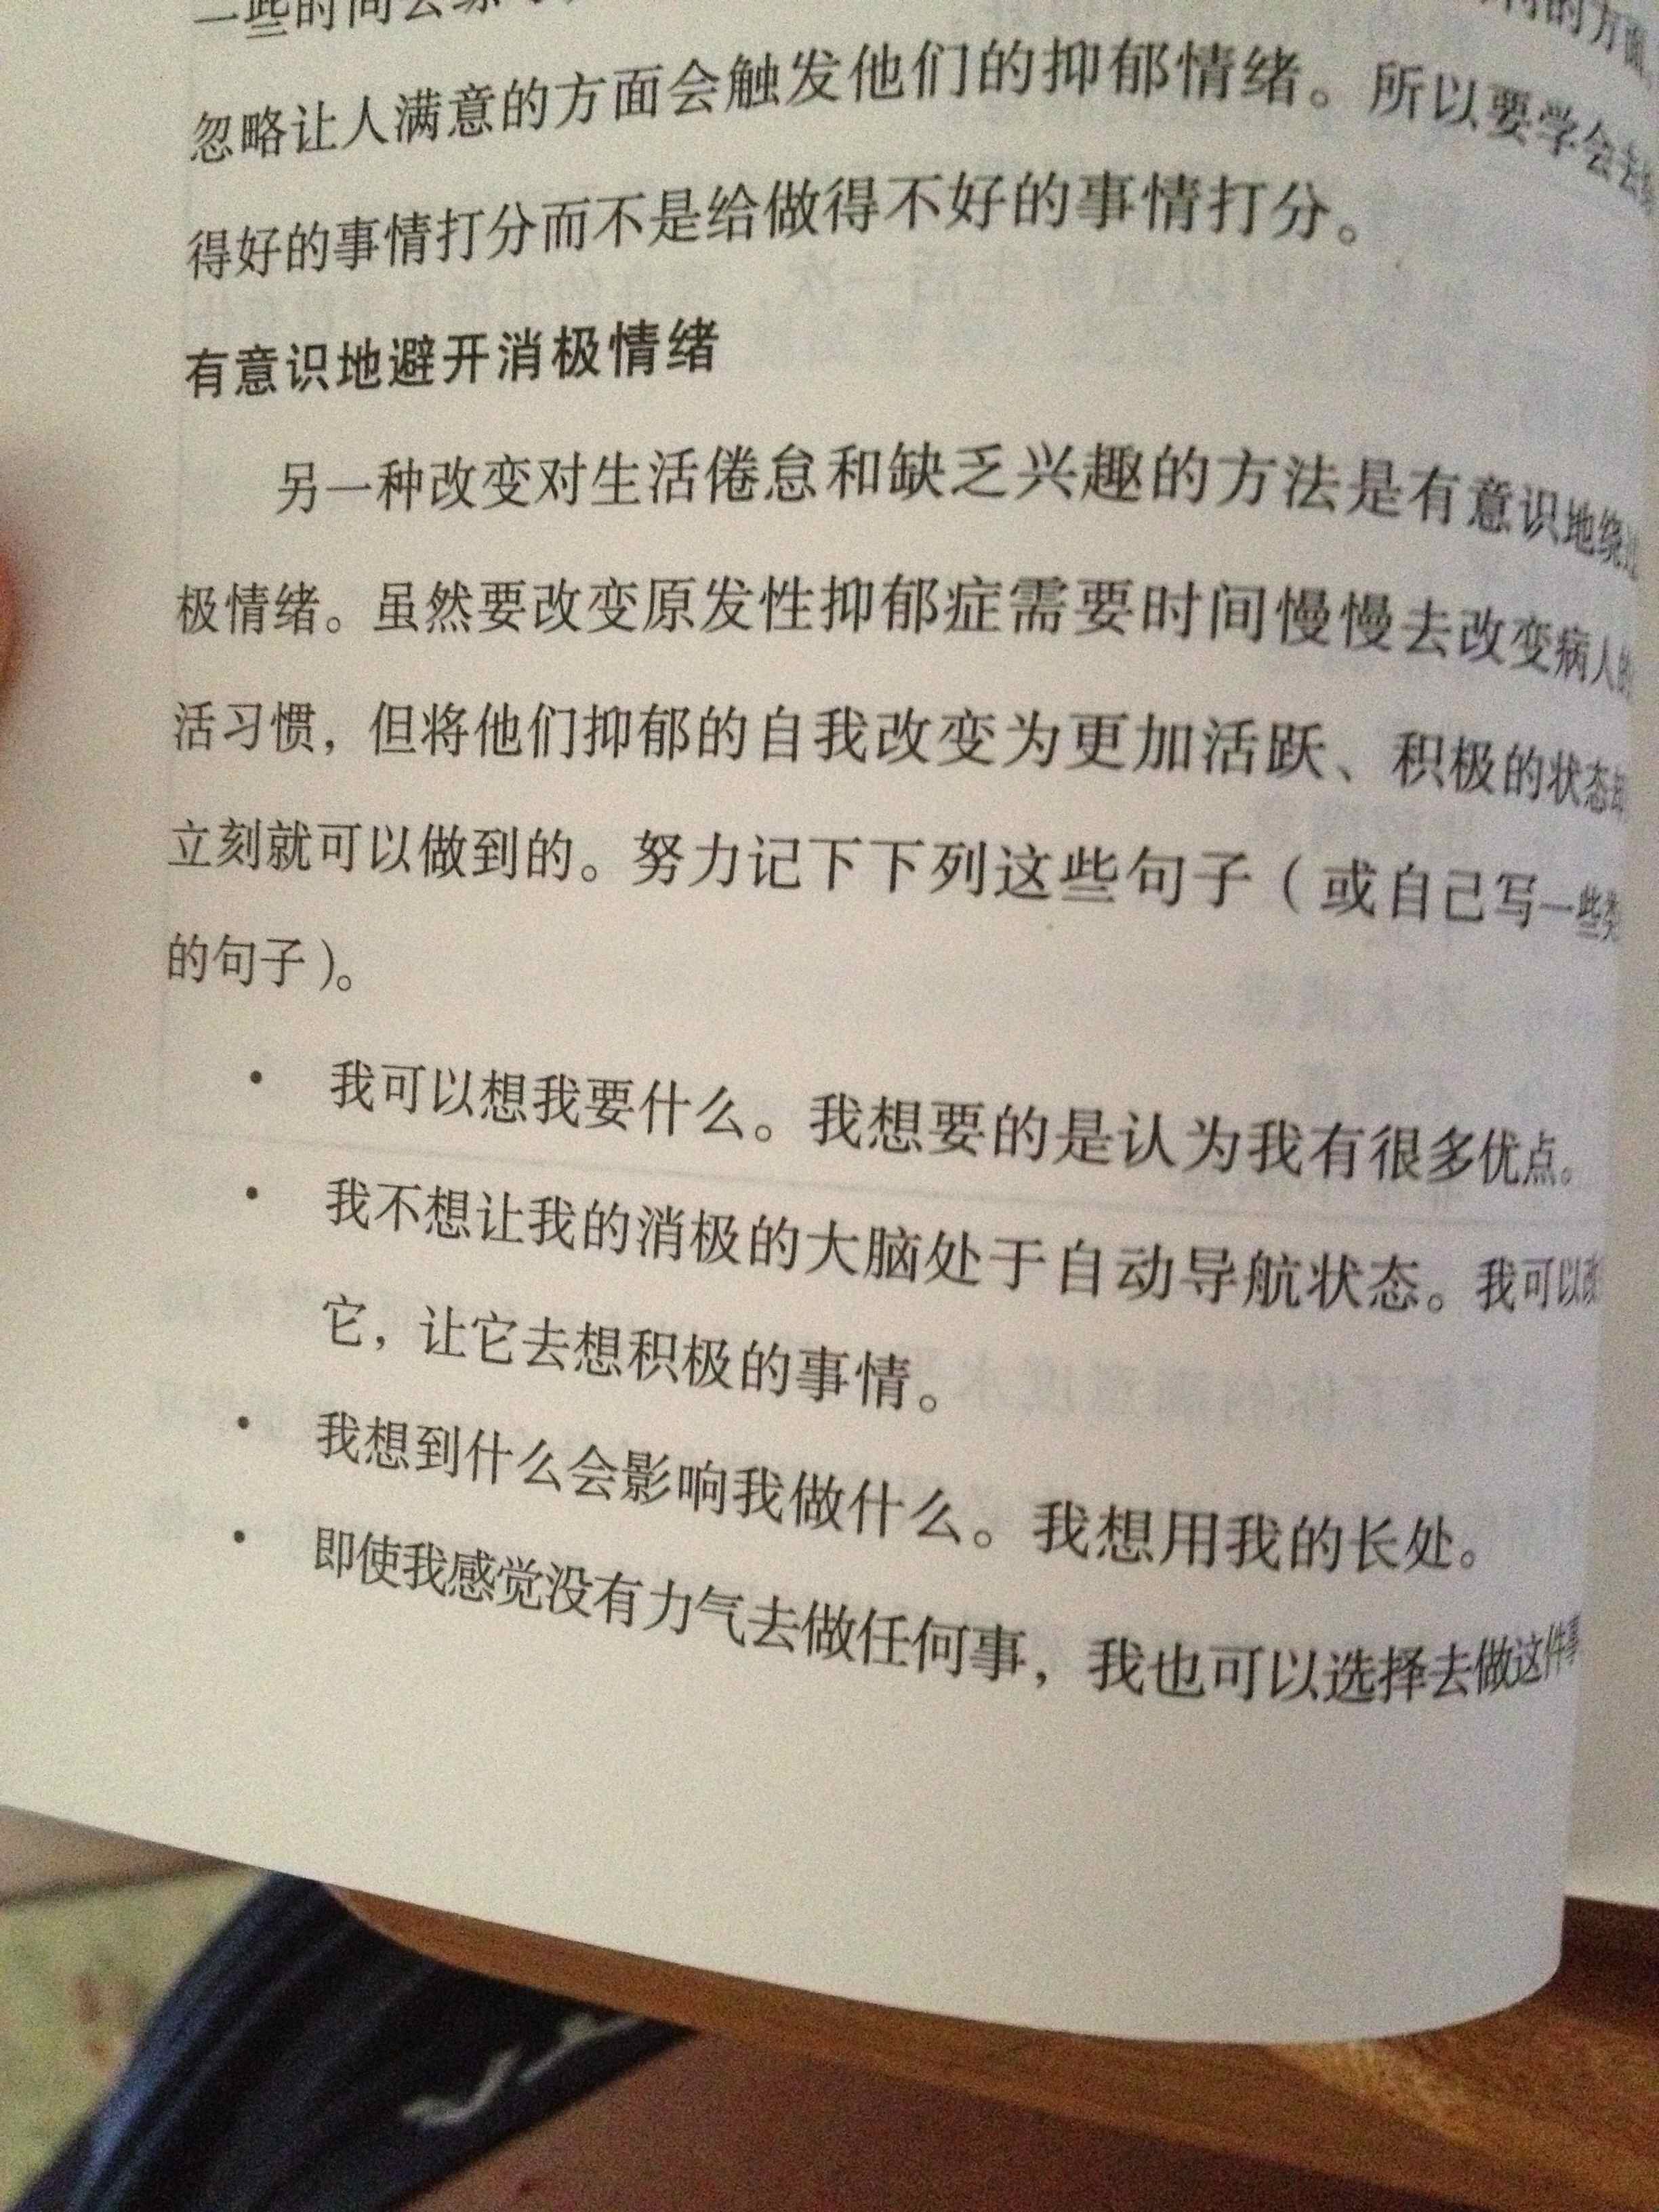 一些时间去练
的方面,
忽略让人满意的方面会触发他们的抑郁情绪。所以要学会去
得好的事情打分而不是给做得不好的事情打分。
有意识地避开消极情绪
另一种改变对生活倦怠和缺乏兴趣的方法是有意识地绕
极情绪。虽然要改变原发性抑郁症需要时间慢慢去改变病人
活习惯，但将他们抑郁的自我改变为更加活跃、积极的状态
立刻就可以做到的。努力记下下列这些句子（或自己写一些
的句子）。
• 我可以想我要什么。我想要的是认为我有很多优点。
• 我不想让我的消极的大脑处于自动导航状态。我可以
它，让它去想积极的事情。
• 我想到什么会影响我做什么。我想用我的长处。
• 即使我感觉没有力气去做任何事，我也可以选择去做这件事